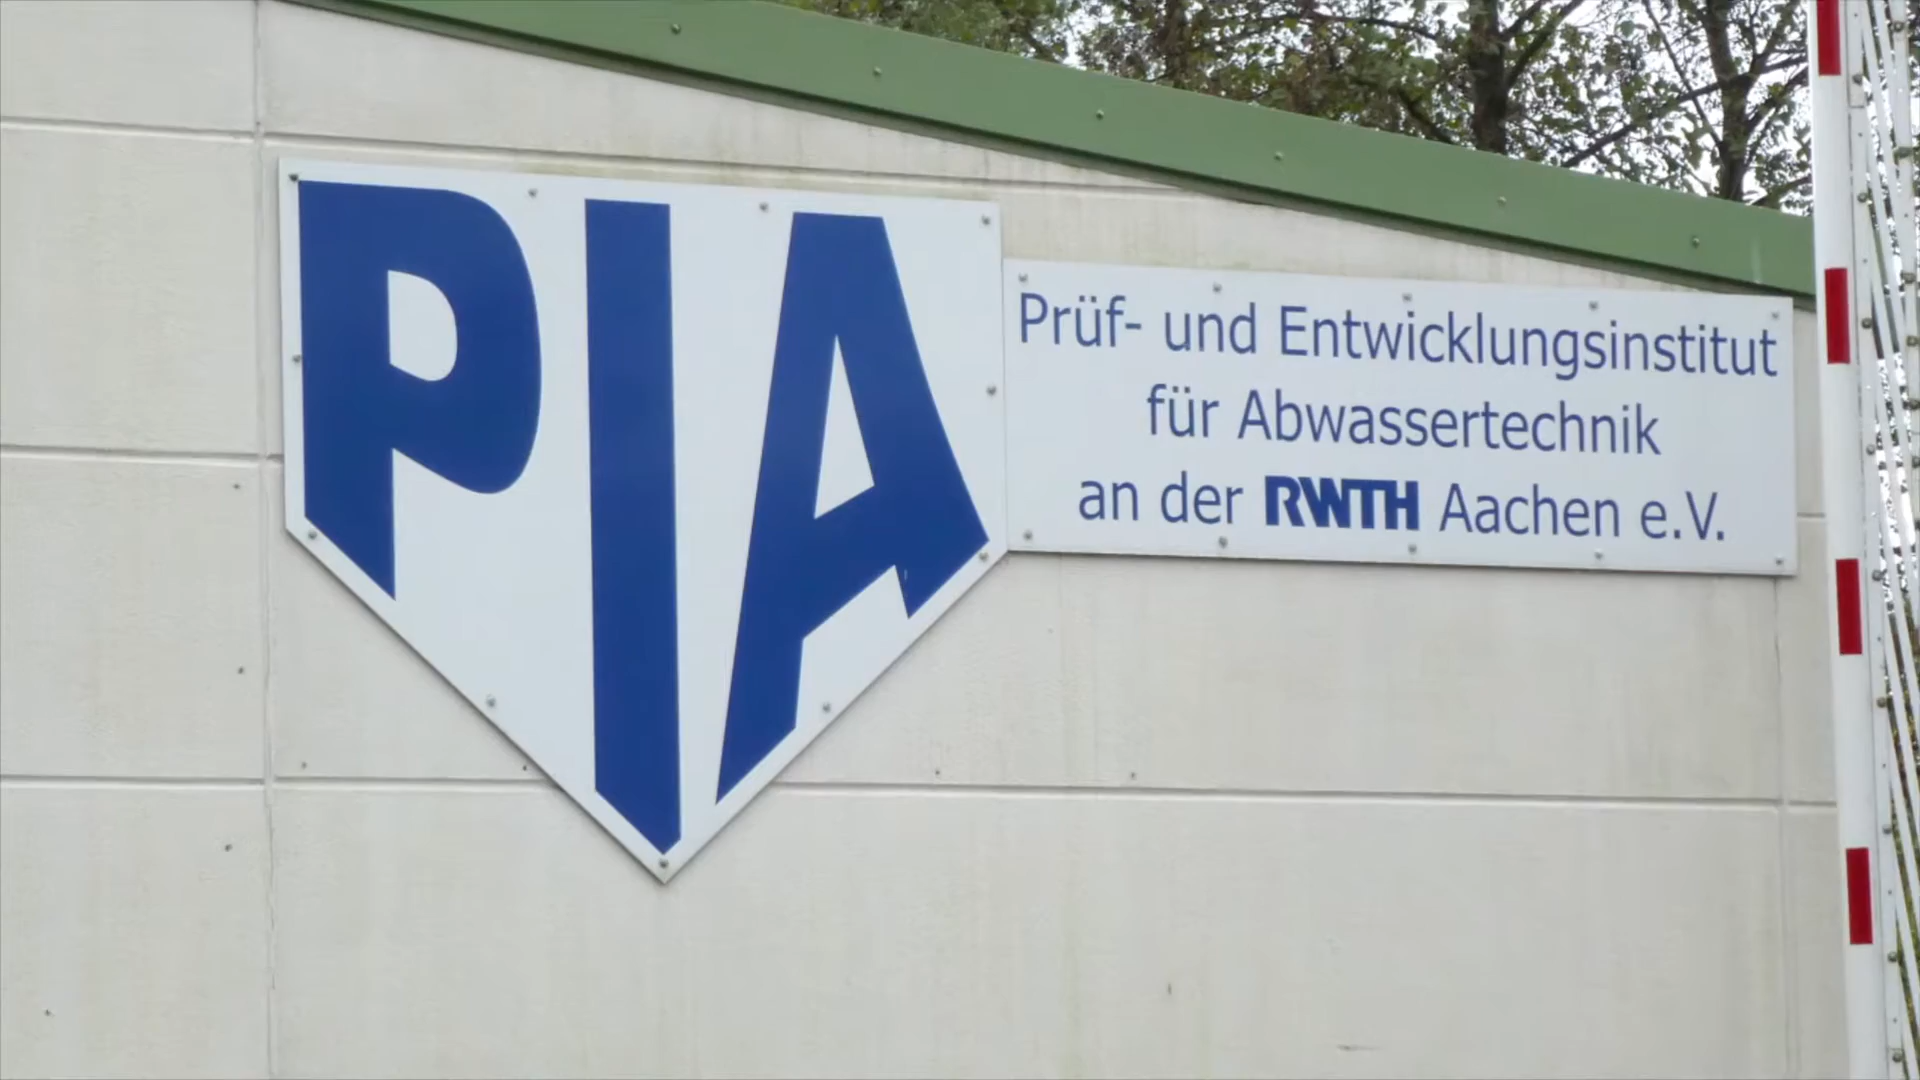 PIA
Prüf- und Entwicklungsinstitut
für Abwassertechnik
an der RWTH Aachen e.V.